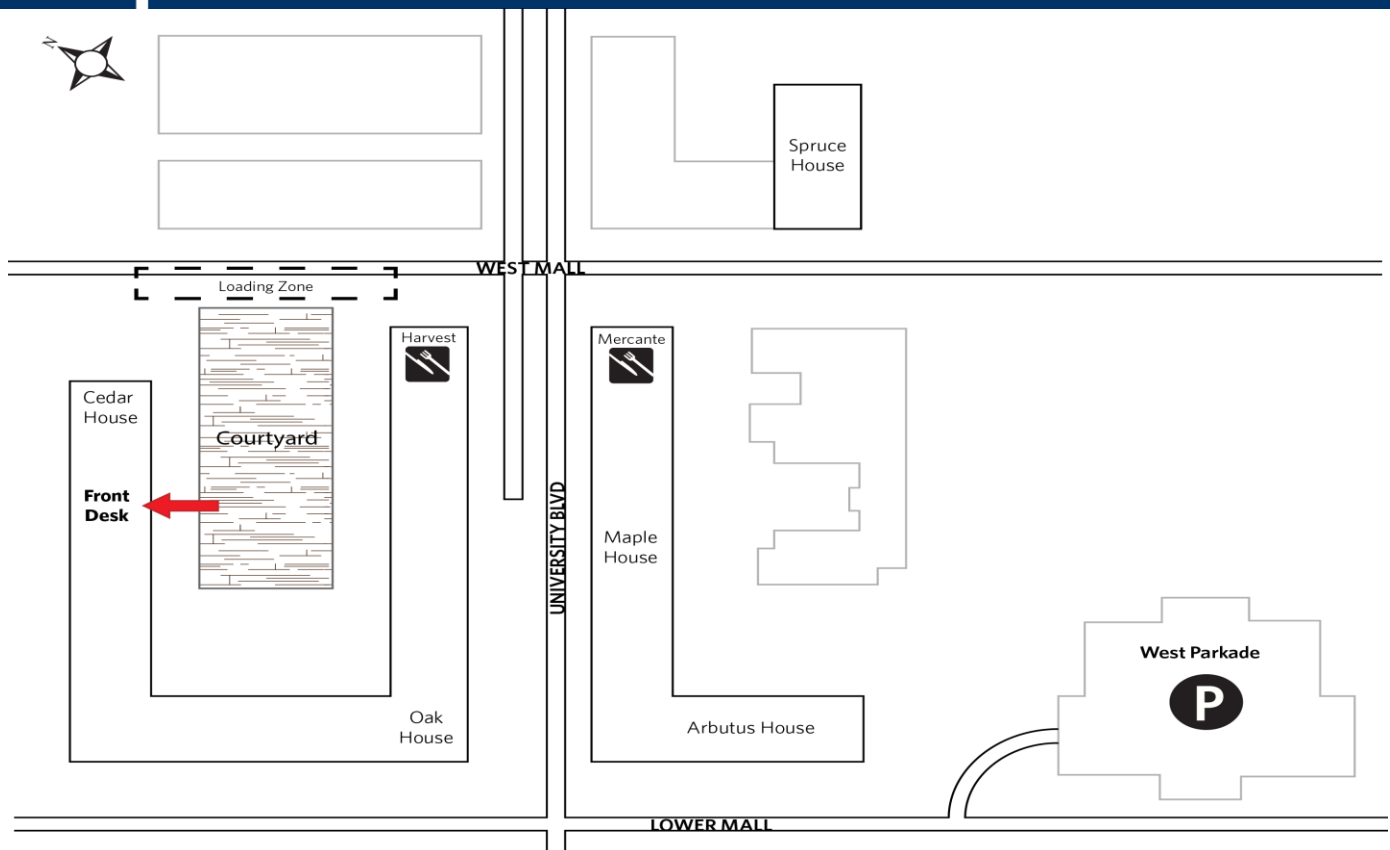 N
Spruce
House
WEST MALL
Loading Zone
Harvest
Mercante
Cedar
House
Courtyard
Front
Desk
UNIVERSITY BLVD
Maple
House
West Parkade
P
Oak
House
Arbutus House
LOWER MALL